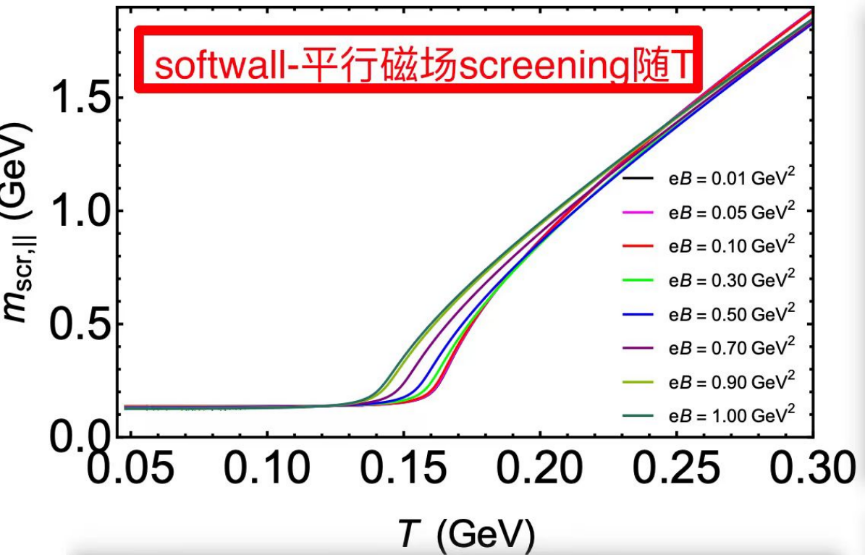 softwall-平行磁场screening随T
1.5
1.0
0.5
0.0
m_scr,|| (GeV)
eB = 0.01 GeV²
eB = 0.05 GeV²
eB = 0.10 GeV²
eB = 0.30 GeV²
eB = 0.50 GeV²
eB = 0.70 GeV²
eB = 0.90 GeV²
eB = 1.00 GeV²
0.05 0.10 0.15 0.20 0.25 0.30
T (GeV)